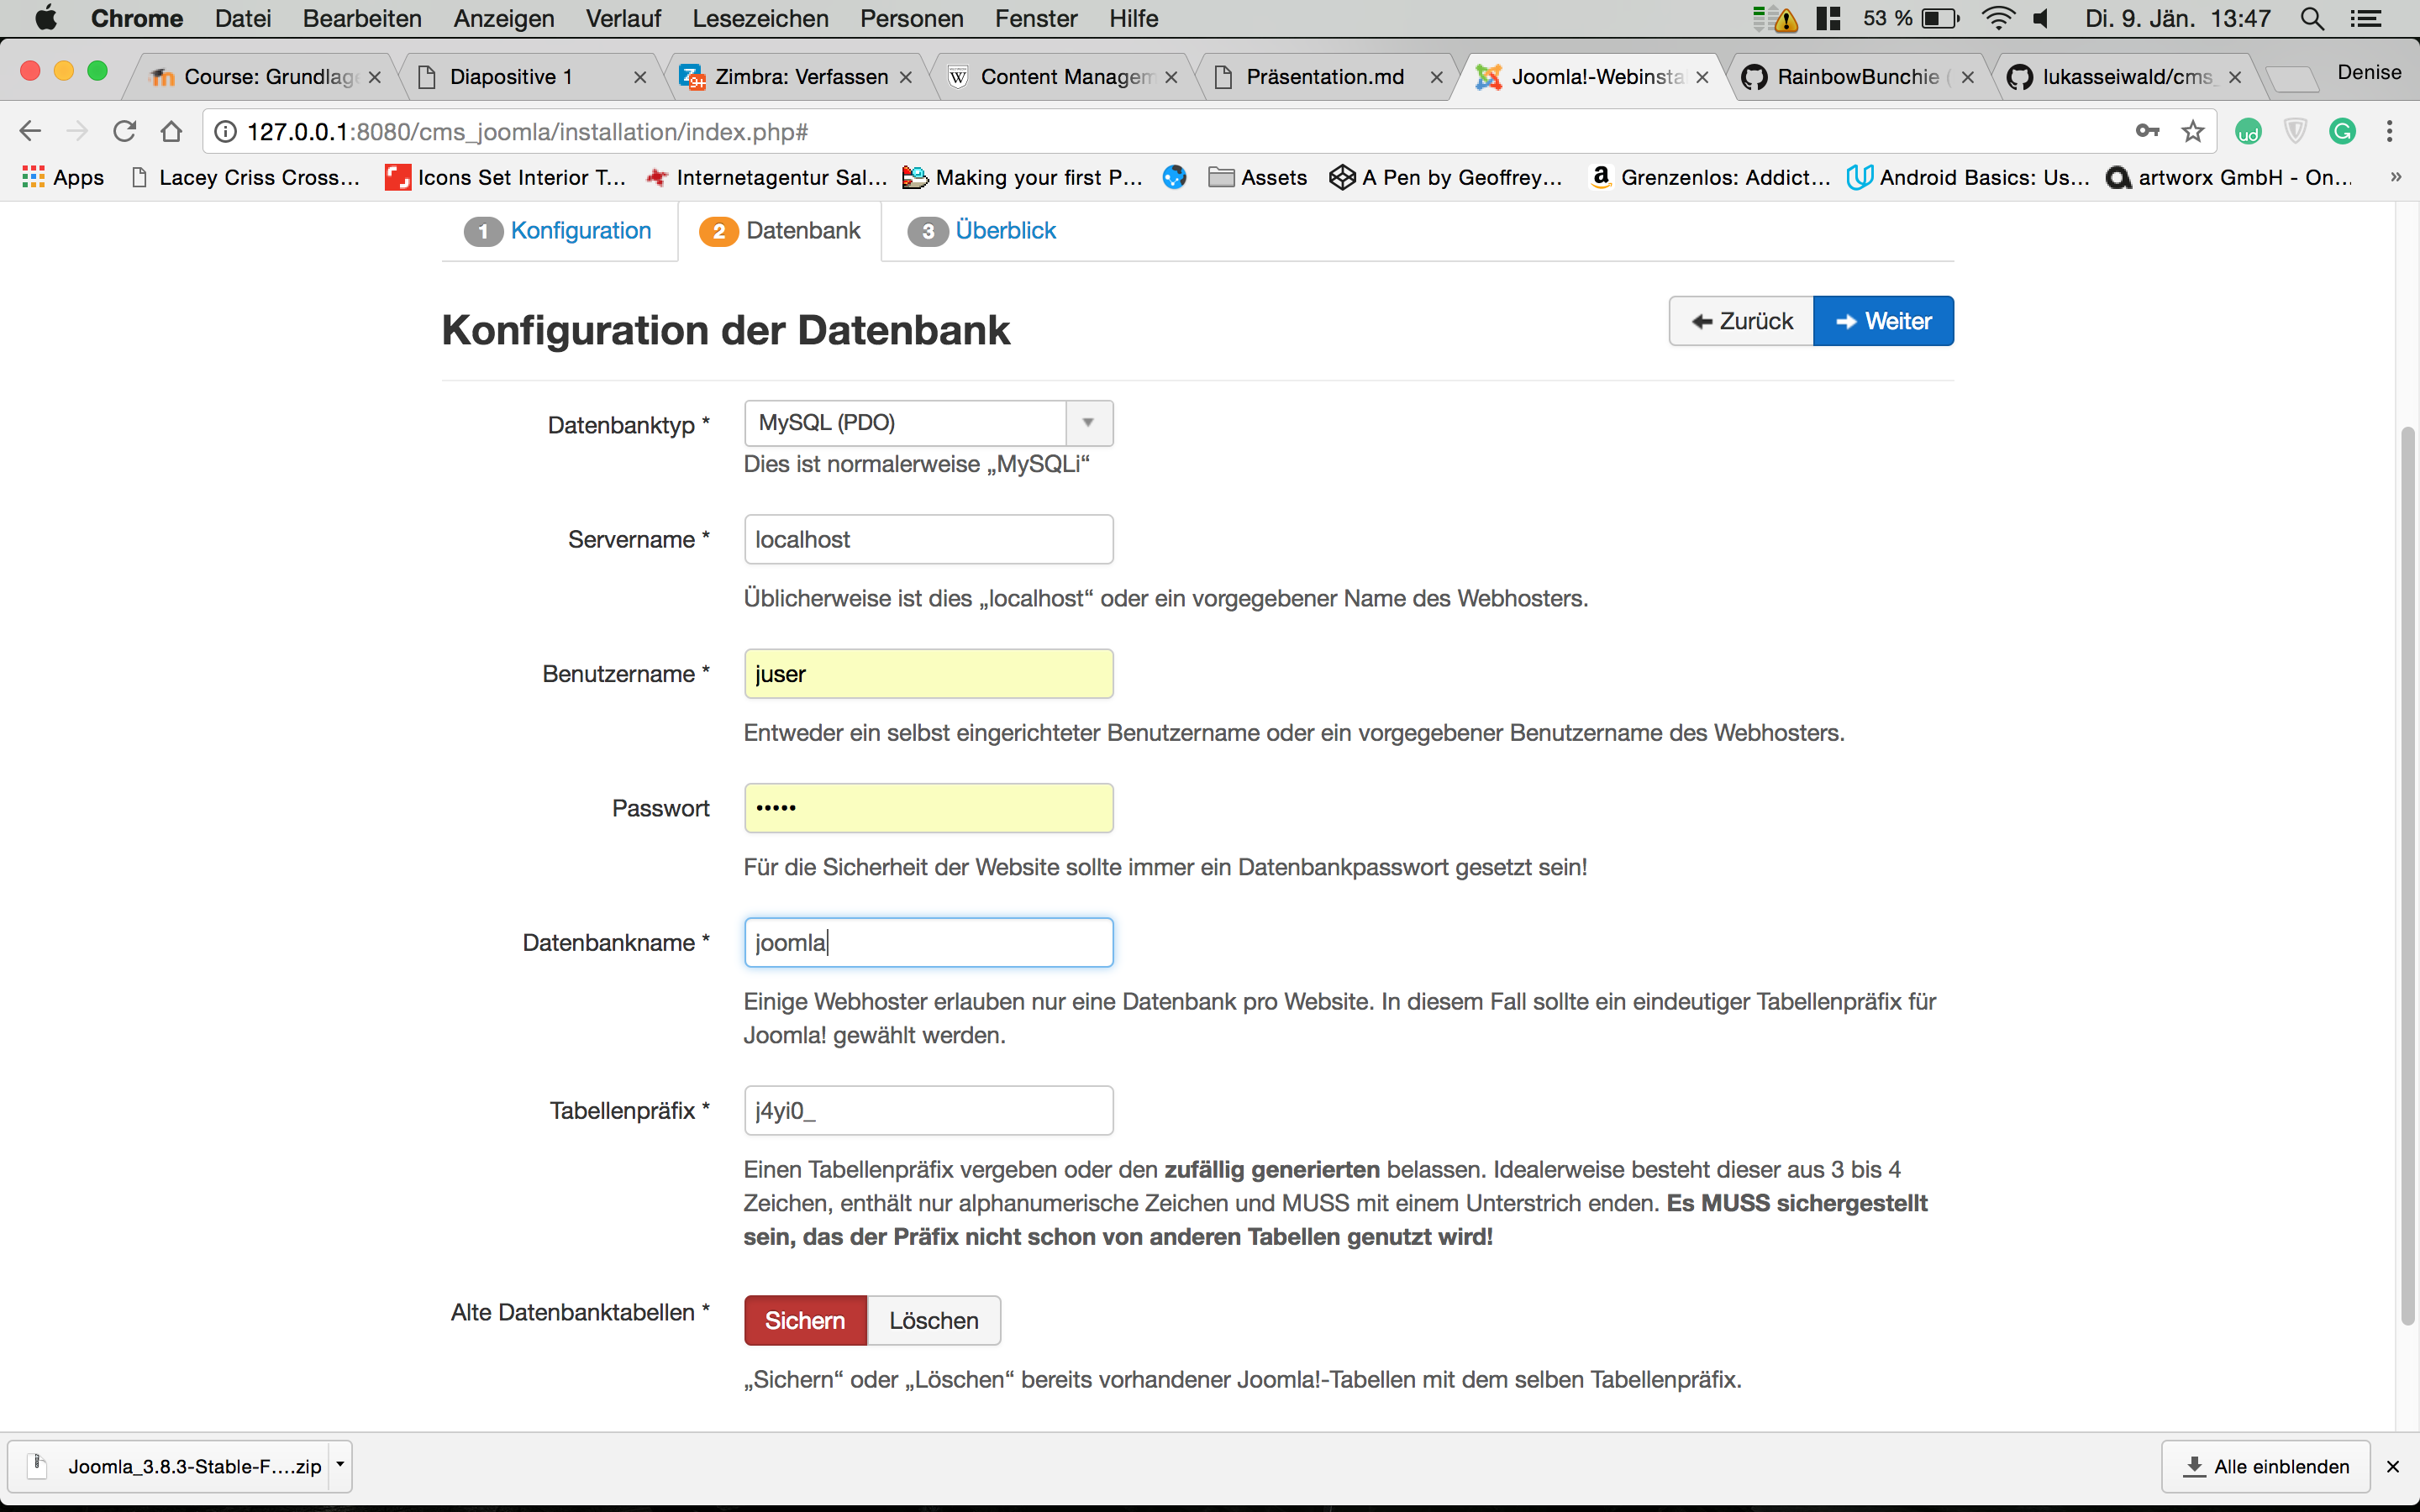 Chrome Datei Bearbeiten Anzeigen Verlauf Lesezeichen Personen Fenster Hilfe 53 % Di. 9. Jän. 13:47
Course: Grundlage Diapositive 1 Zimbra: Verfassen Content Managem Präsentation.md Joomla!-Webinsta RainbowBunchie ( lukasseiwald/cms_ Denise
127.0.0.1:8080/cms_joomla/installation/index.php#
Apps Lacey Criss Cross... Icons Set Interior T... Internetagentur Sal... Making your first P... Assets A Pen by Geoffrey... Grenzenlos: Addict... Android Basics: Us... artworx GmbH - On... »
1 Konfiguration 2 Datenbank 3 Überblick
Konfiguration der Datenbank Zurück Weiter
Datenbanktyp * MySQL (PDO)
Dies ist normalerweise „MySQLi“
Servername * localhost
Üblicherweise ist dies „localhost“ oder ein vorgegebener Name des Webhosters.
Benutzername * juser
Entweder ein selbst eingerichteter Benutzername oder ein vorgegebener Benutzername des Webhosters.
Passwort •••••
Für die Sicherheit der Website sollte immer ein Datenbankpasswort gesetzt sein!
Datenbankname * joomla
Einige Webhoster erlauben nur eine Datenbank pro Website. In diesem Fall sollte ein eindeutiger Tabellenpräfix für
Joomla! gewählt werden.
Tabellenpräfix * j4yi0_
Einen Tabellenpräfix vergeben oder den zufällig generierten belassen. Idealerweise besteht dieser aus 3 bis 4
Zeichen, enthält nur alphanumerische Zeichen und MUSS mit einem Unterstrich enden. Es MUSS sichergestellt
sein, das der Präfix nicht schon von anderen Tabellen genutzt wird!
Alte Datenbanktabellen * Sichern Löschen
„Sichern“ oder „Löschen“ bereits vorhandener Joomla!-Tabellen mit dem selben Tabellenpräfix.
Joomla_3.8.3-Stable-F....zip Alle einblenden